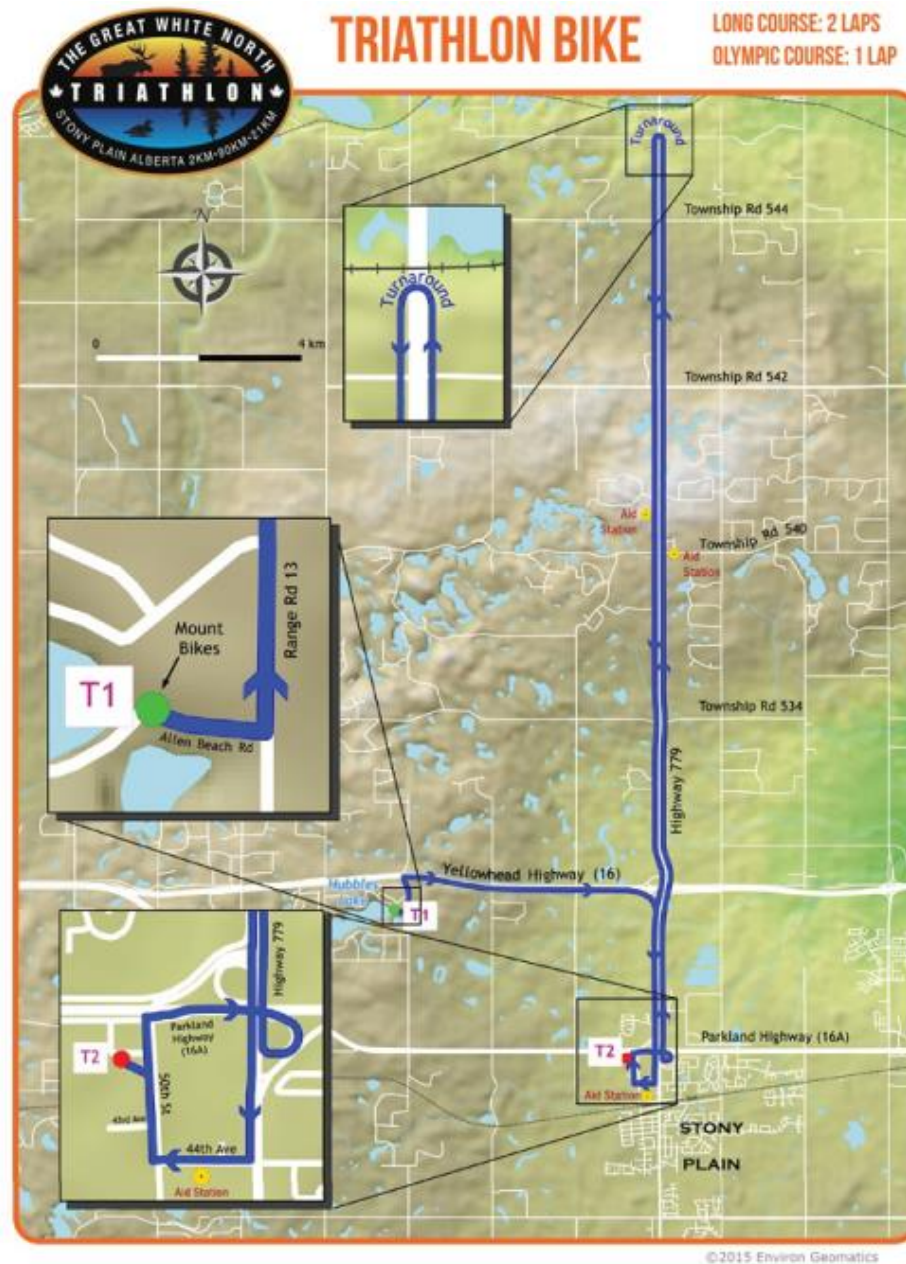 THE GREAT WHITE NORTH
TRIATHLON
STONY PLAIN ALBERTA 2KM-90KM-21KM
TRIATHLON BIKE
LONG COURSE: 2 LAPS
OLYMPIC COURSE: 1 LAP
Turnaround
Township Rd 544
N
Turnaround
0
4 km
Township Rd 542
Aid
Station
Township Rd 540
Aid
Station
Mount
Bikes
Range Rd 13
T1
Allen Beach Rd
Township Rd 534
Highway 779
Yellowhead Highway (16)
Hubbles
Lake
T1
Highway 779
Parkland
Highway
(16A)
T2
50th St
43rd Ave
44th Ave
Aid Station
Parkland Highway (16A)
T2
Aid Station
STONY
PLAIN
©2015 Environ Geomatics